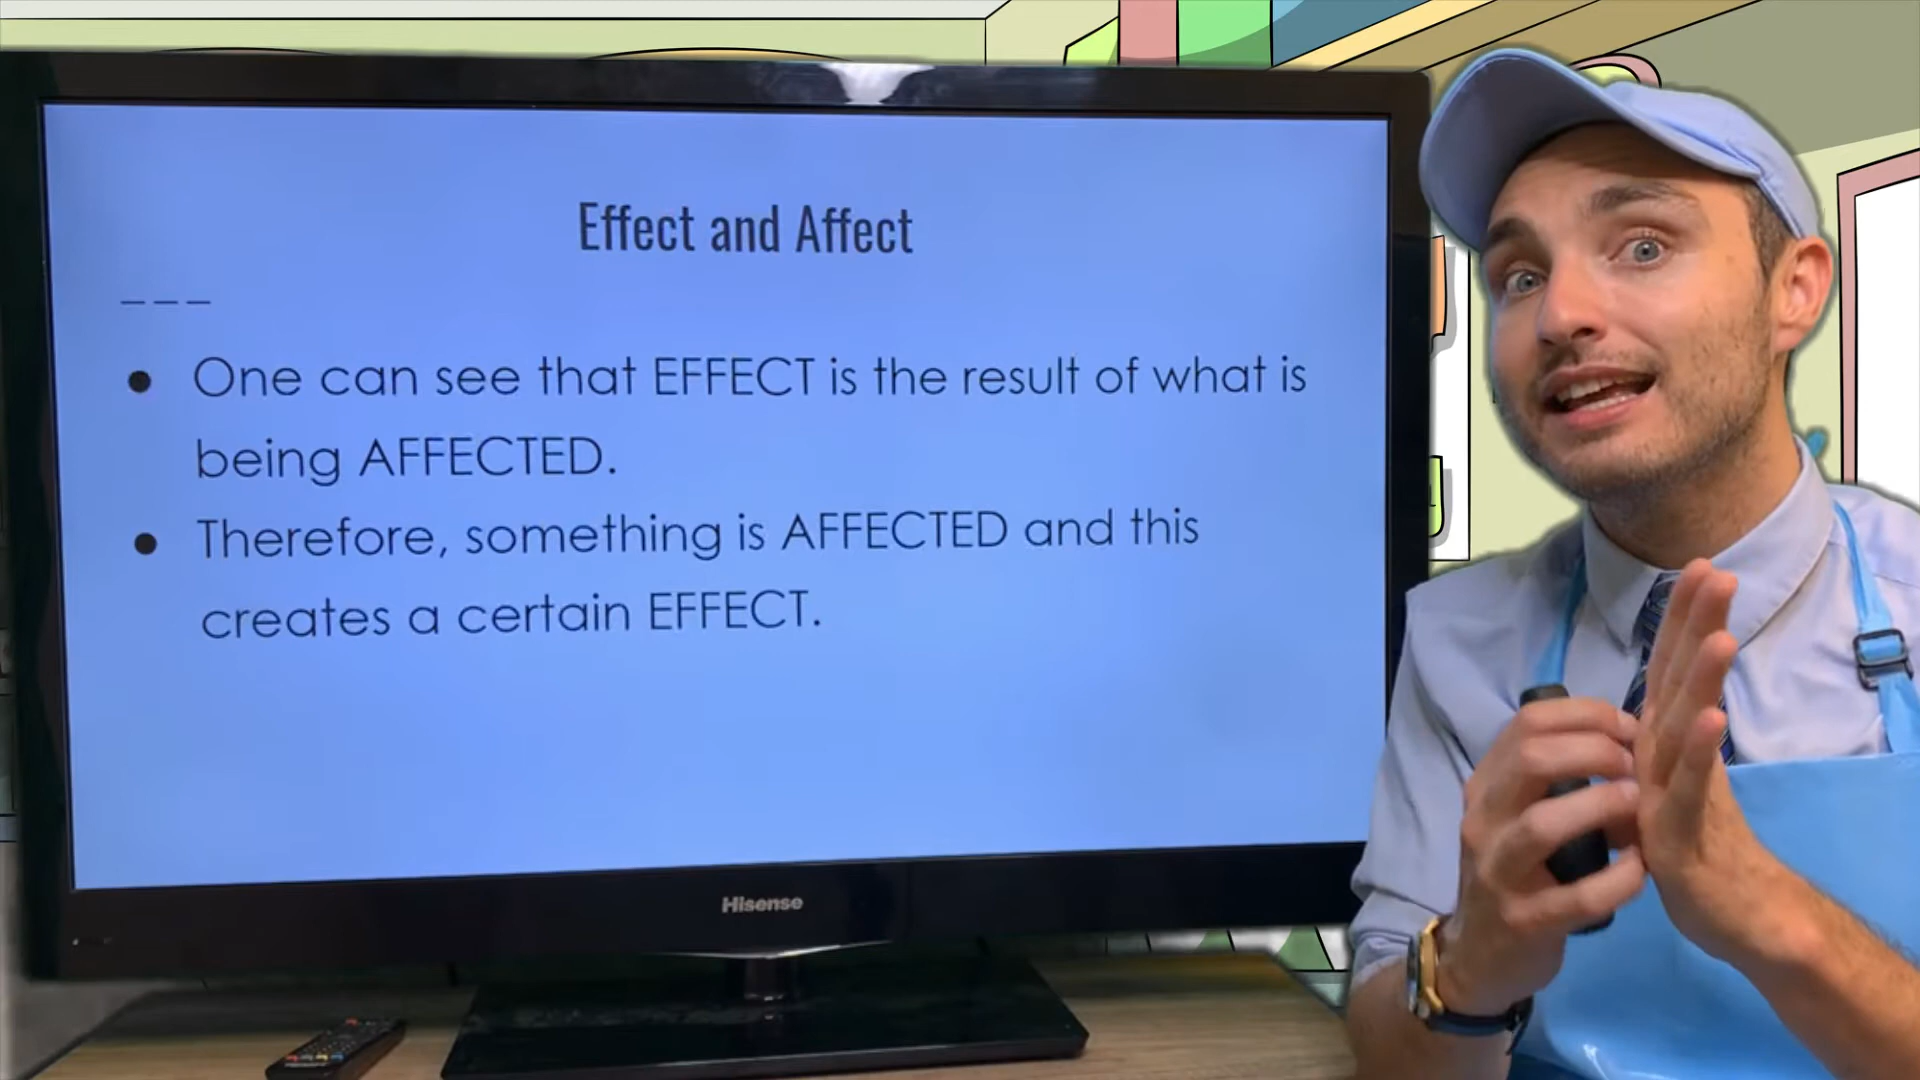 Effect and Affect
---
● One can see that EFFECT is the result of what is
being AFFECTED.
● Therefore, something is AFFECTED and this
creates a certain EFFECT.
Hisense